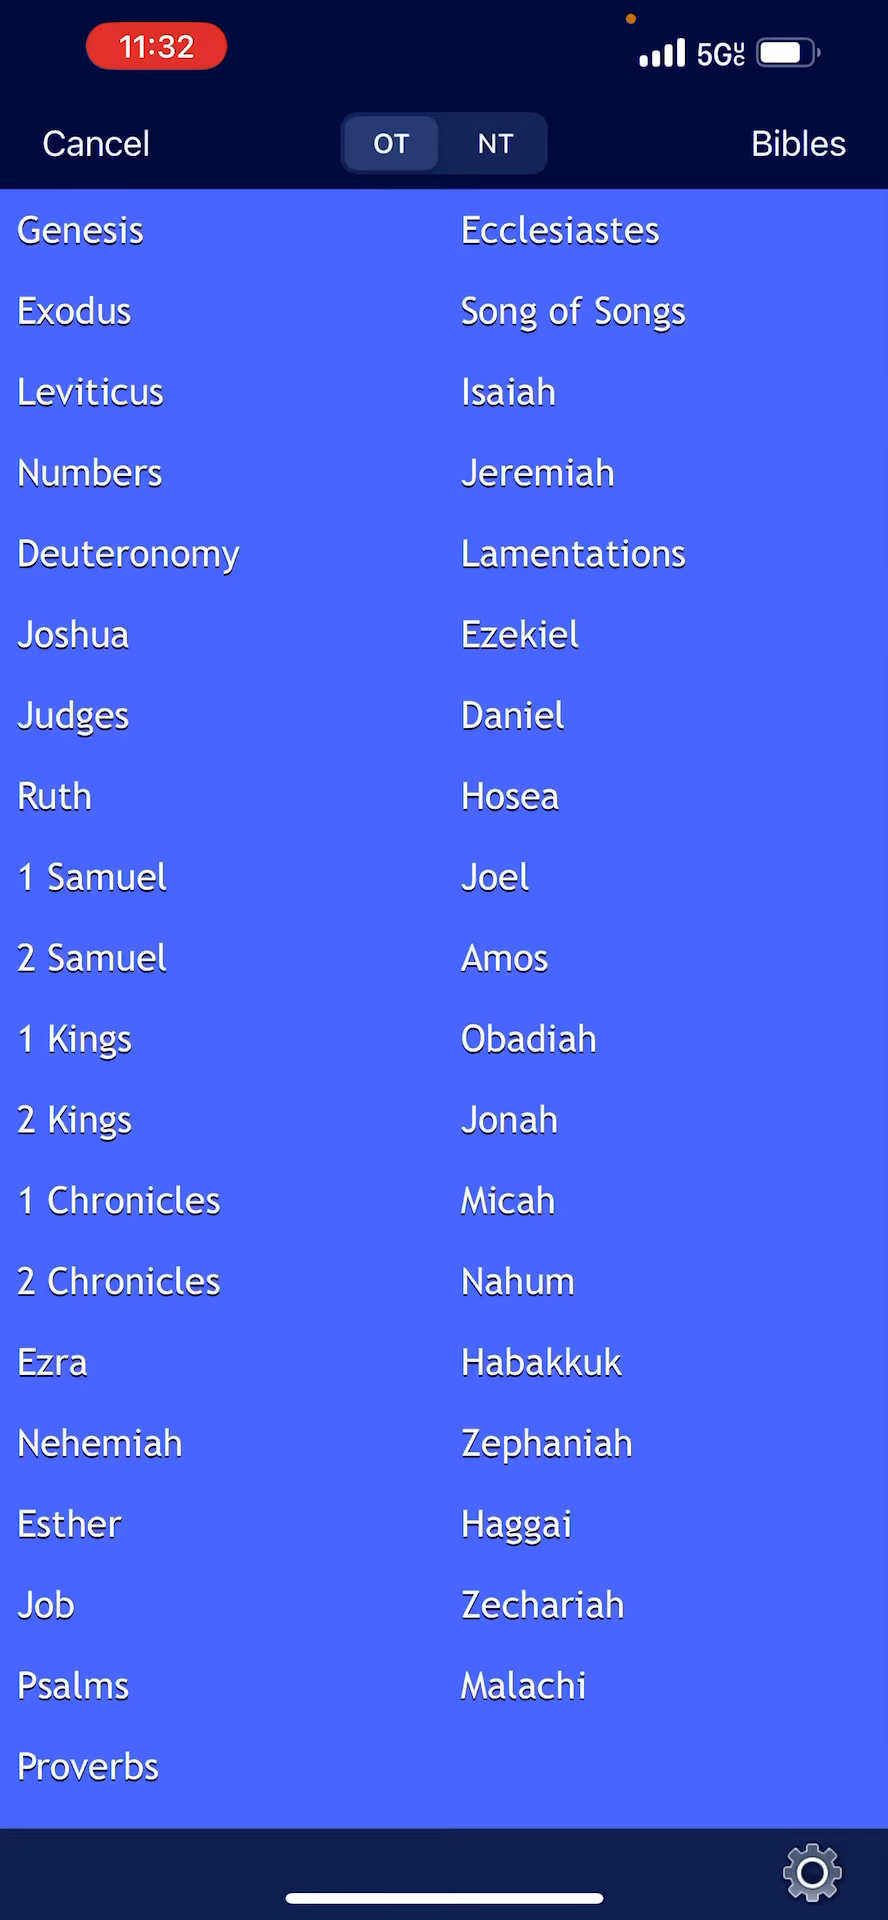 11:32
5GUC
Cancel
OT
NT
Bibles
Genesis
Exodus
Leviticus
Numbers
Deuteronomy
Joshua
Judges
Ruth
1 Samuel
2 Samuel
1 Kings
2 Kings
1 Chronicles
2 Chronicles
Ezra
Nehemiah
Esther
Job
Psalms
Proverbs
Ecclesiastes
Song of Songs
Isaiah
Jeremiah
Lamentations
Ezekiel
Daniel
Hosea
Joel
Amos
Obadiah
Jonah
Micah
Nahum
Habakkuk
Zephaniah
Haggai
Zechariah
Malachi